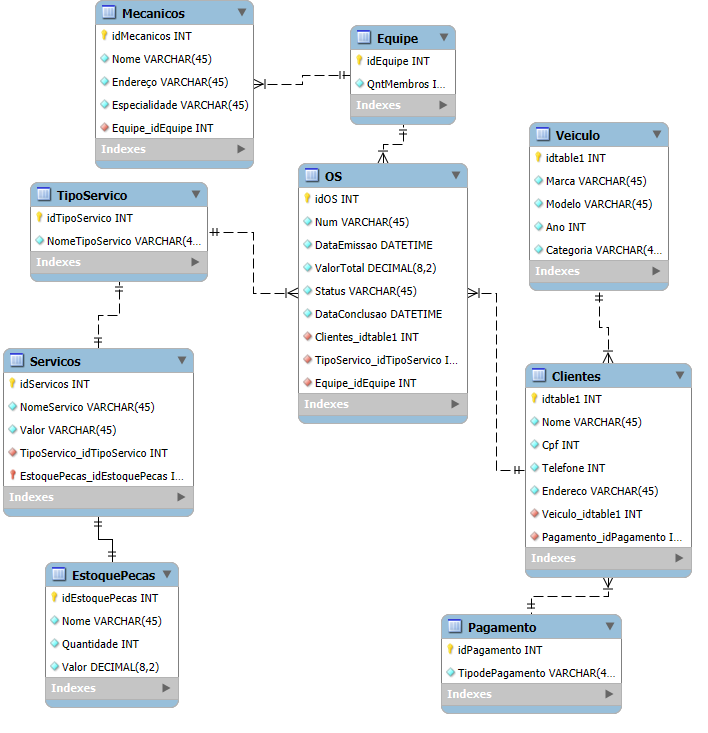 Mecanicos
idMecanicos INT
Nome VARCHAR(45)
Endereço VARCHAR(45)
Especialidade VARCHAR(45)
Equipe_idEquipe INT
Indexes
Equipe
idEquipe INT
QntMembros I...
Indexes
Veiculo
idtable1 INT
Marca VARCHAR(45)
Modelo VARCHAR(45)
Ano INT
Categoria VARCHAR(4...
Indexes
TipoServico
idTipoServico INT
NomeTipoServico VARCHAR(4...
Indexes
OS
idOS INT
Num VARCHAR(45)
DataEmissao DATETIME
ValorTotal DECIMAL(8,2)
Status VARCHAR(45)
DataConclusao DATETIME
Clientes_idtable1 INT
TipoServico_idTipoServico I...
Equipe_idEquipe INT
Indexes
Servicos
idServicos INT
NomeServico VARCHAR(45)
Valor VARCHAR(45)
TipoServico_idTipoServico INT
EstoquePecas_idEstoquePecas I...
Indexes
Clientes
idtable1 INT
Nome VARCHAR(45)
Cpf INT
Telefone INT
Endereco VARCHAR(45)
Veiculo_idtable1 INT
Pagamento_idPagamento I...
Indexes
EstoquePecas
idEstoquePecas INT
Nome VARCHAR(45)
Quantidade INT
Valor DECIMAL(8,2)
Indexes
Pagamento
idPagamento INT
TipodePagamento VARCHAR(4...
Indexes